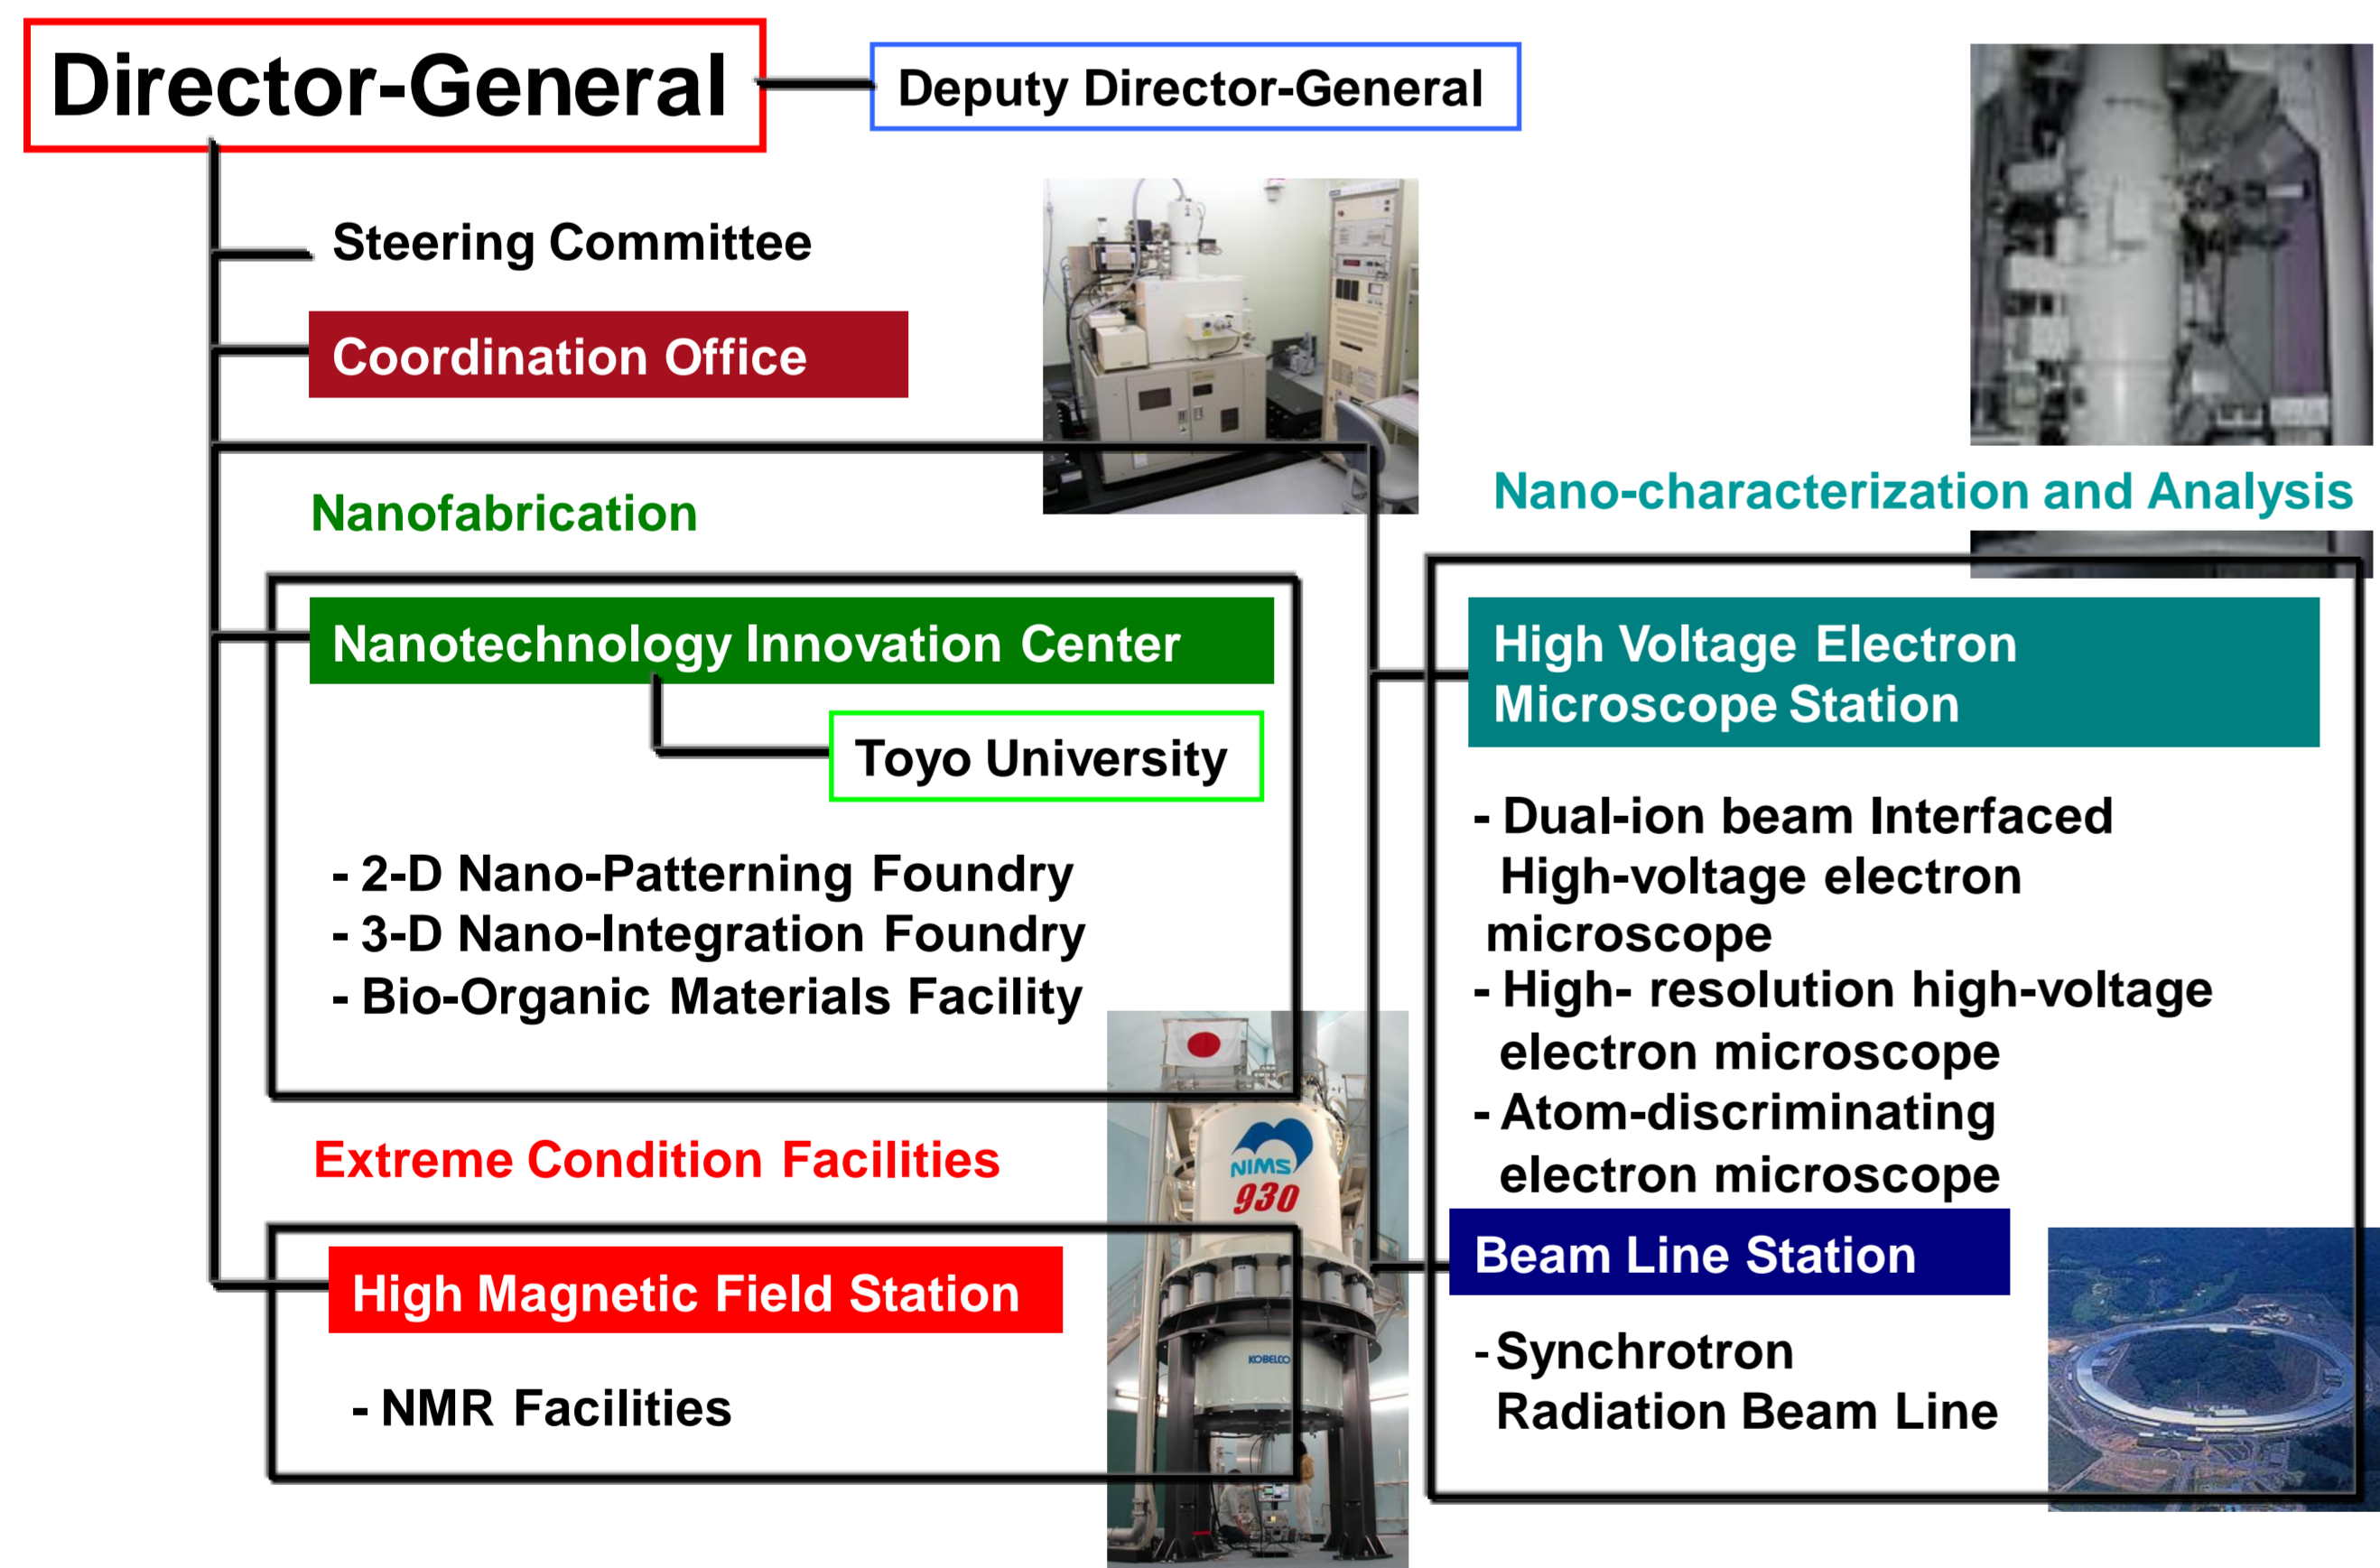 Director-General
Deputy Director-General
Steering Committee
Coordination Office
Nanofabrication
Nanotechnology Innovation Center
Toyo University
- 2-D Nano-Patterning Foundry
- 3-D Nano-Integration Foundry
- Bio-Organic Materials Facility
Extreme Condition Facilities
High Magnetic Field Station
- NMR Facilities
NIMS
930
KOBELCO
Nano-characterization and Analysis
High Voltage Electron
Microscope Station
- Dual-ion beam Interfaced
High-voltage electron
microscope
- High- resolution high-voltage
electron microscope
- Atom-discriminating
electron microscope
Beam Line Station
- Synchrotron
Radiation Beam Line